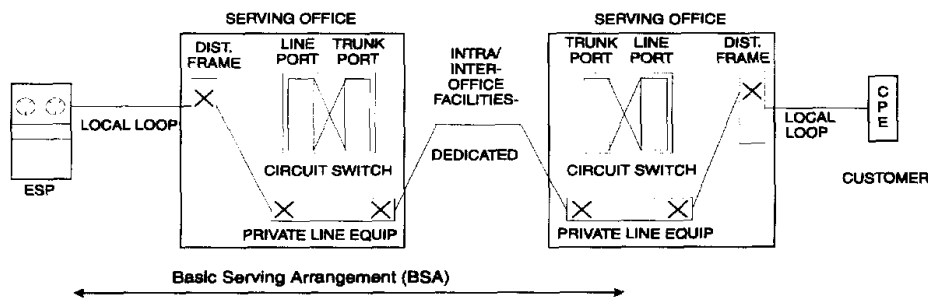 SERVING OFFICE
SERVING OFFICE
DIST.
FRAME
LINE
PORT
TRUNK
PORT
INTRA/
INTER-
OFFICE
FACILITIES-
TRUNK
PORT
LINE
PORT
DIST.
FRAME
LOCAL LOOP
DEDICATED
LOCAL
LOOP
CPE
CIRCUIT SWITCH
CIRCUIT SWITCH
ESP
CUSTOMER
PRIVATE LINE EQUIP
PRIVATE LINE EQUIP
Basic Serving Arrangement (BSA)